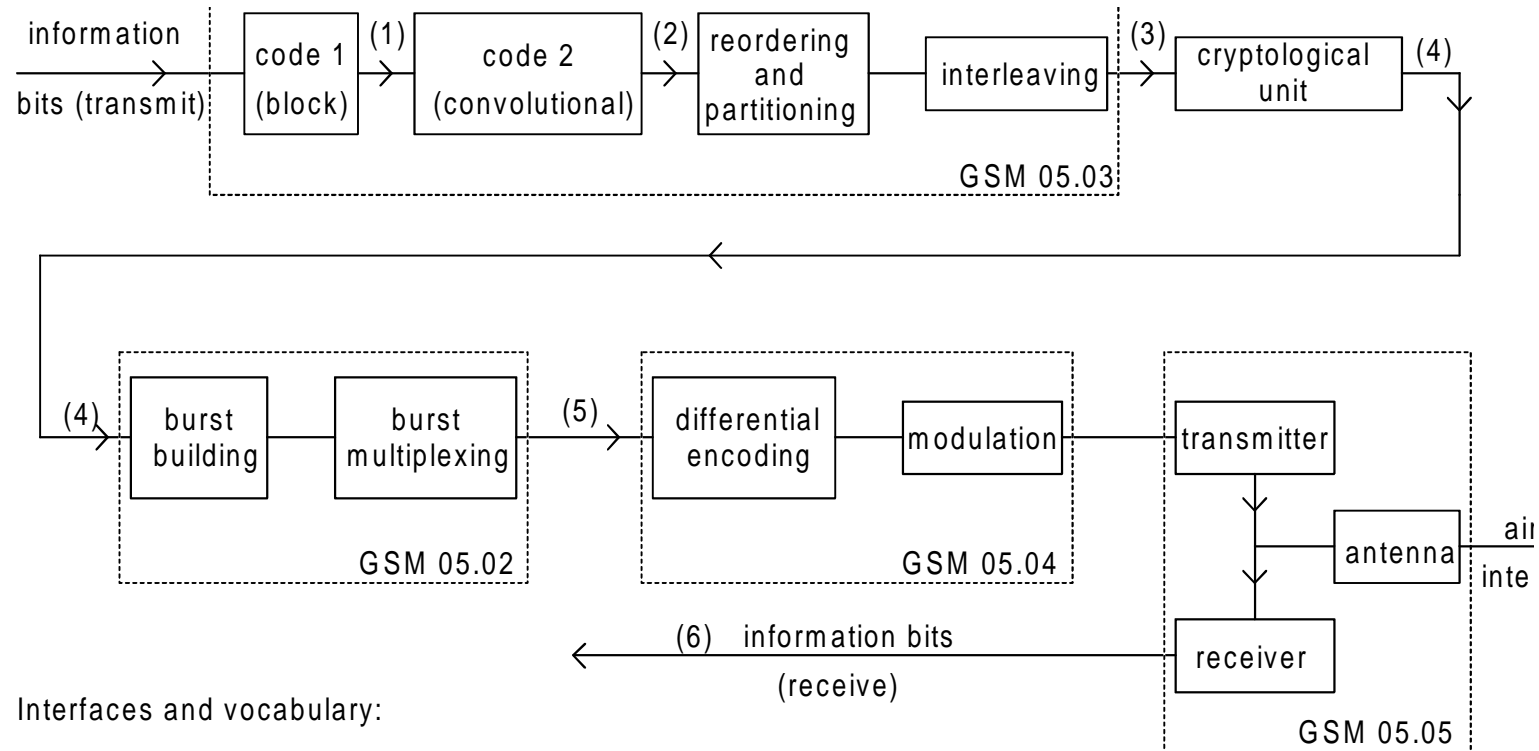 information
bits (transmit)
code 1
(block)
(1)
code 2
(convolutional)
(2)
reordering
and
partitioning
interleaving
(3)
cryptological
unit
(4)
GSM 05.03
(4)
burst
building
burst
multiplexing
(5)
differential
encoding
modulation
transmitter
GSM 05.02
GSM 05.04
antenna
air
inte
(6) information bits
(receive)
receiver
GSM 05.05
Interfaces and vocabulary: